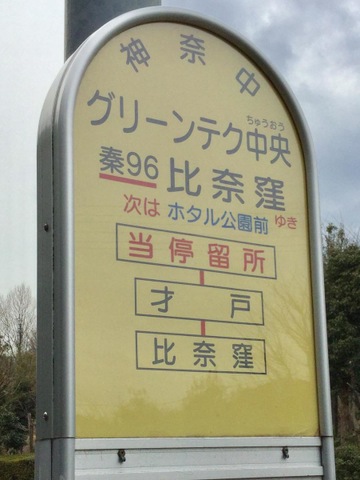 神奈中
ちゅうおう
グリーンテク中央
秦96 比奈窪
次は ホタル公園前 ゆき
当停留所
才戸
比奈窪